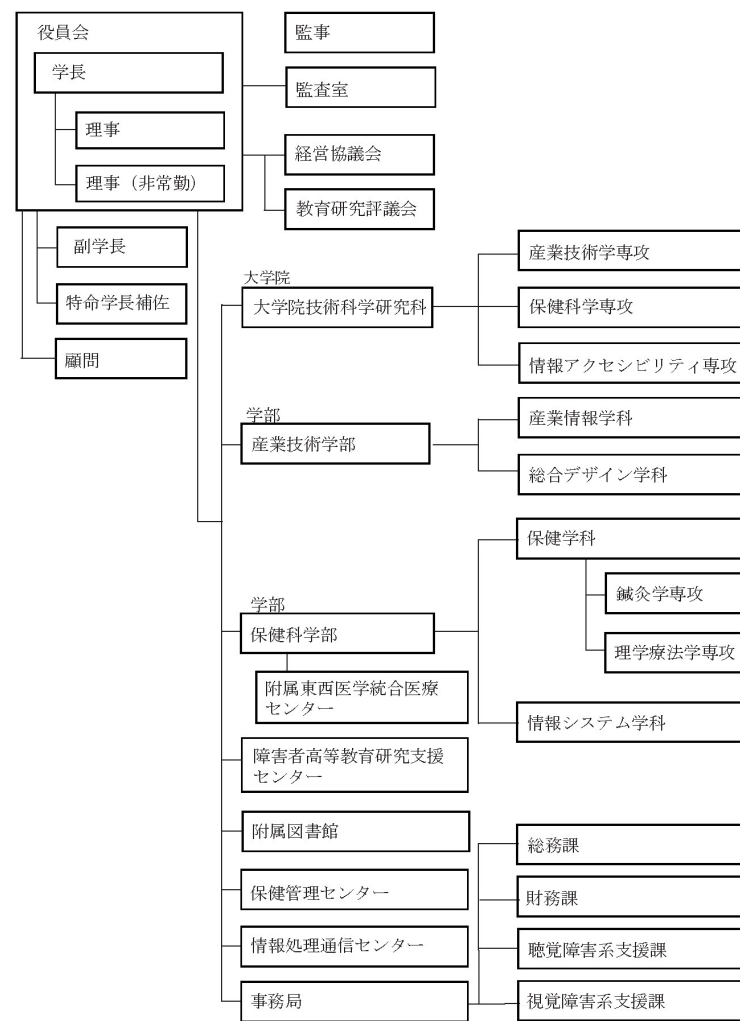 役員会
学長
理事
理事（非常勤）
監事
監査室
経営協議会
教育研究評議会
副学長
特命学長補佐
顧問
大学院
大学院技術科学研究科
産業技術学専攻
保健科学専攻
情報アクセシビリティ専攻
学部
産業技術学部
産業情報学科
総合デザイン学科
学部
保健科学部
附属東西医学統合医療
センター
保健学科
鍼灸学専攻
理学療法学専攻
情報システム学科
障害者高等教育研究支援
センター
附属図書館
保健管理センター
情報処理通信センター
事務局
総務課
財務課
聴覚障害系支援課
視覚障害系支援課